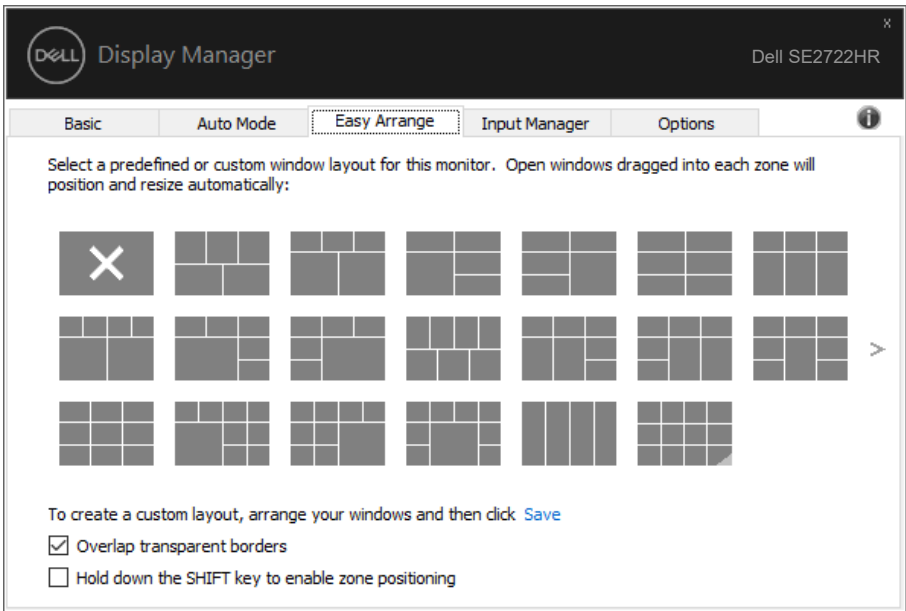 x
DELL Display Manager Dell SE2722HR
Basic Auto Mode Easy Arrange Input Manager Options
Select a predefined or custom window layout for this monitor. Open windows dragged into each zone will
position and resize automatically:
>
To create a custom layout, arrange your windows and then click Save
Overlap transparent borders
Hold down the SHIFT key to enable zone positioning